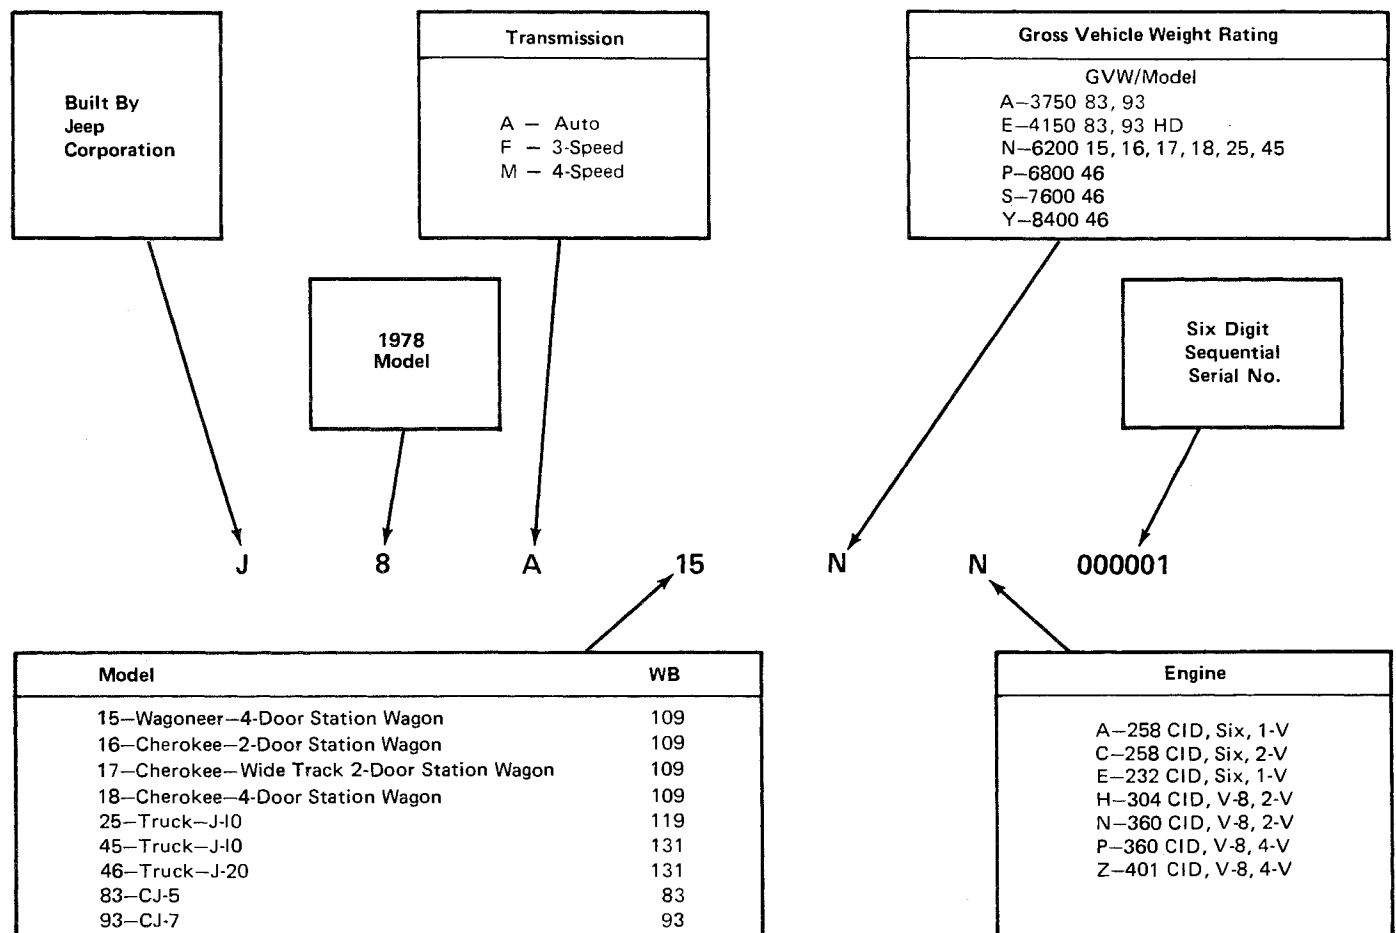 Built By
Jeep
Corporation
Transmission
A — Auto
F — 3-Speed
M — 4-Speed
Gross Vehicle Weight Rating
GVW/Model
A—3750 83, 93
E—4150 83, 93 HD
N—6200 15, 16, 17, 18, 25, 45
P—6800 46
S—7600 46
Y—8400 46
1978
Model
Six Digit
Sequential
Serial No.
J 8 A 15 N N 000001
Model WB
15—Wagoneer—4-Door Station Wagon 109
16—Cherokee—2-Door Station Wagon 109
17—Cherokee—Wide Track 2-Door Station Wagon 109
18—Cherokee—4-Door Station Wagon 109
25—Truck—J-10 119
45—Truck—J-10 131
46—Truck—J-20 131
83—CJ-5 83
93—CJ-7 93
Engine
A—258 CID, Six, 1-V
C—258 CID, Six, 2-V
E—232 CID, Six, 1-V
H—304 CID, V-8, 2-V
N—360 CID, V-8, 2-V
P—360 CID, V-8, 4-V
Z—401 CID, V-8, 4-V